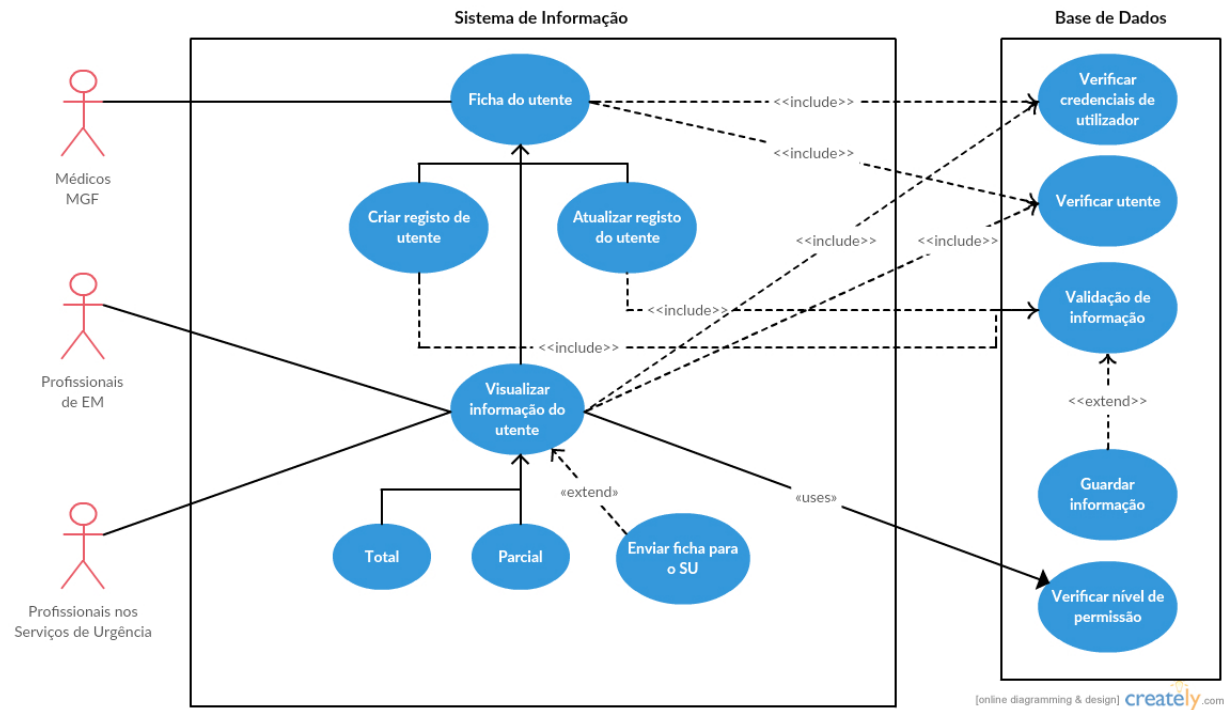 Sistema de Informação
Base de Dados
Médicos
MGF
Profissionais
de EM
Profissionais nos
Serviços de Urgência
Ficha do utente
Criar registo de
utente
Atualizar registo
do utente
Visualizar
informação do
utente
Total
Parcial
Enviar ficha para
o SU
«extend»
<<include>>
<<include>>
<<include>>
<<include>>
<<include>>
<<include>>
«uses»
Verificar
credenciais de
utilizador
Verificar utente
Validação de
informação
<<extend>>
Guardar
informação
Verificar nível de
permissão
[online diagramming & design] creately.com